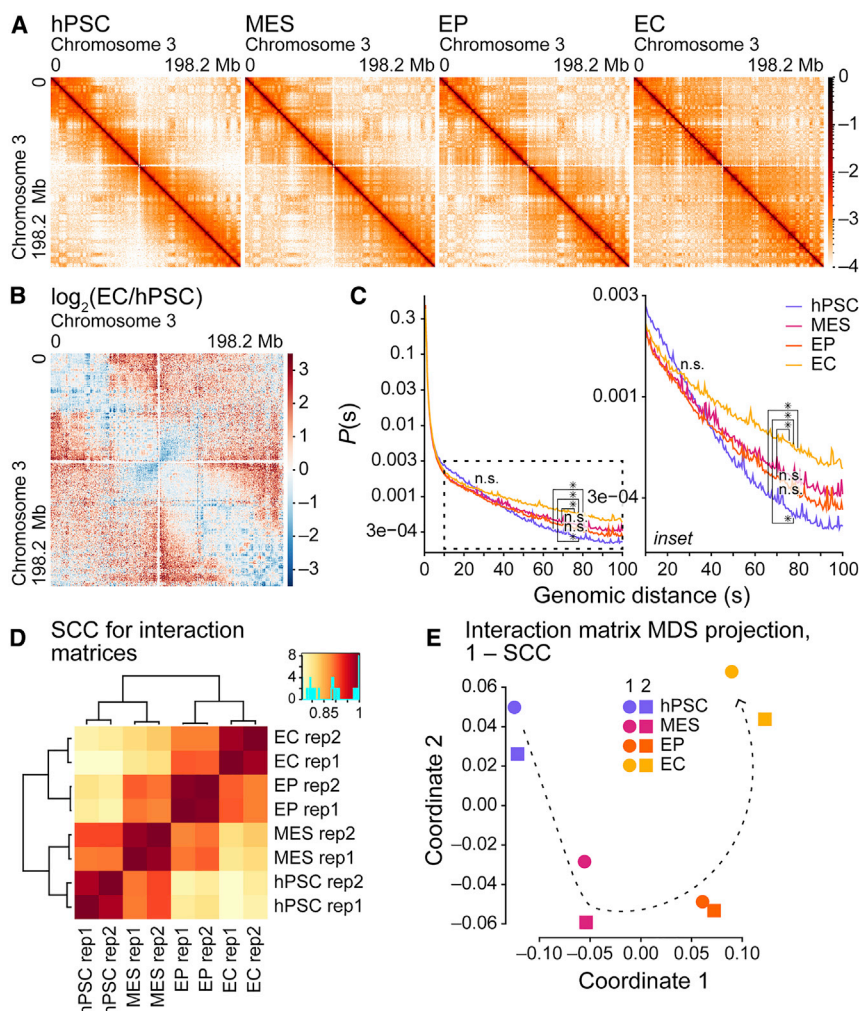 A
hPSC
Chromosome 3
0 198.2 Mb
MES
Chromosome 3
0 198.2 Mb
EP
Chromosome 3
0 198.2 Mb
EC
Chromosome 3
0 198.2 Mb
0
Chromosome 3
198.2 Mb
0
−1
−2
−3
−4
B
log2(EC/hPSC)
Chromosome 3
0 198.2 Mb
0
Chromosome 3
198.2 Mb
3
2
1
0
−1
−2
−3
C
P(s)
0.3
0.1
0.03
0.01
0.003
0.001
3e−04
n.s.
*
*
*
n.s.
n.s.
*
0 20 40 60 80 100
0.003
0.001
3e−04
n.s.
*
*
*
n.s.
n.s.
*
inset
0 20 40 60 80 100
hPSC
MES
EP
EC
Genomic distance (s)
D
SCC for interaction
matrices
8
4
0
0.85 1
EC rep2
EC rep1
EP rep2
EP rep1
MES rep2
MES rep1
hPSC rep2
hPSC rep1
hPSC rep1
hPSC rep2
MES rep1
MES rep2
EP rep1
EP rep2
EC rep1
EC rep2
E
Interaction matrix MDS projection,
1 – SCC
Coordinate 2
0.06
0.04
0.02
0.00
−0.02
−0.04
−0.06
1 2
hPSC
MES
EP
EC
−0.10 −0.05 0.00 0.05 0.10
Coordinate 1